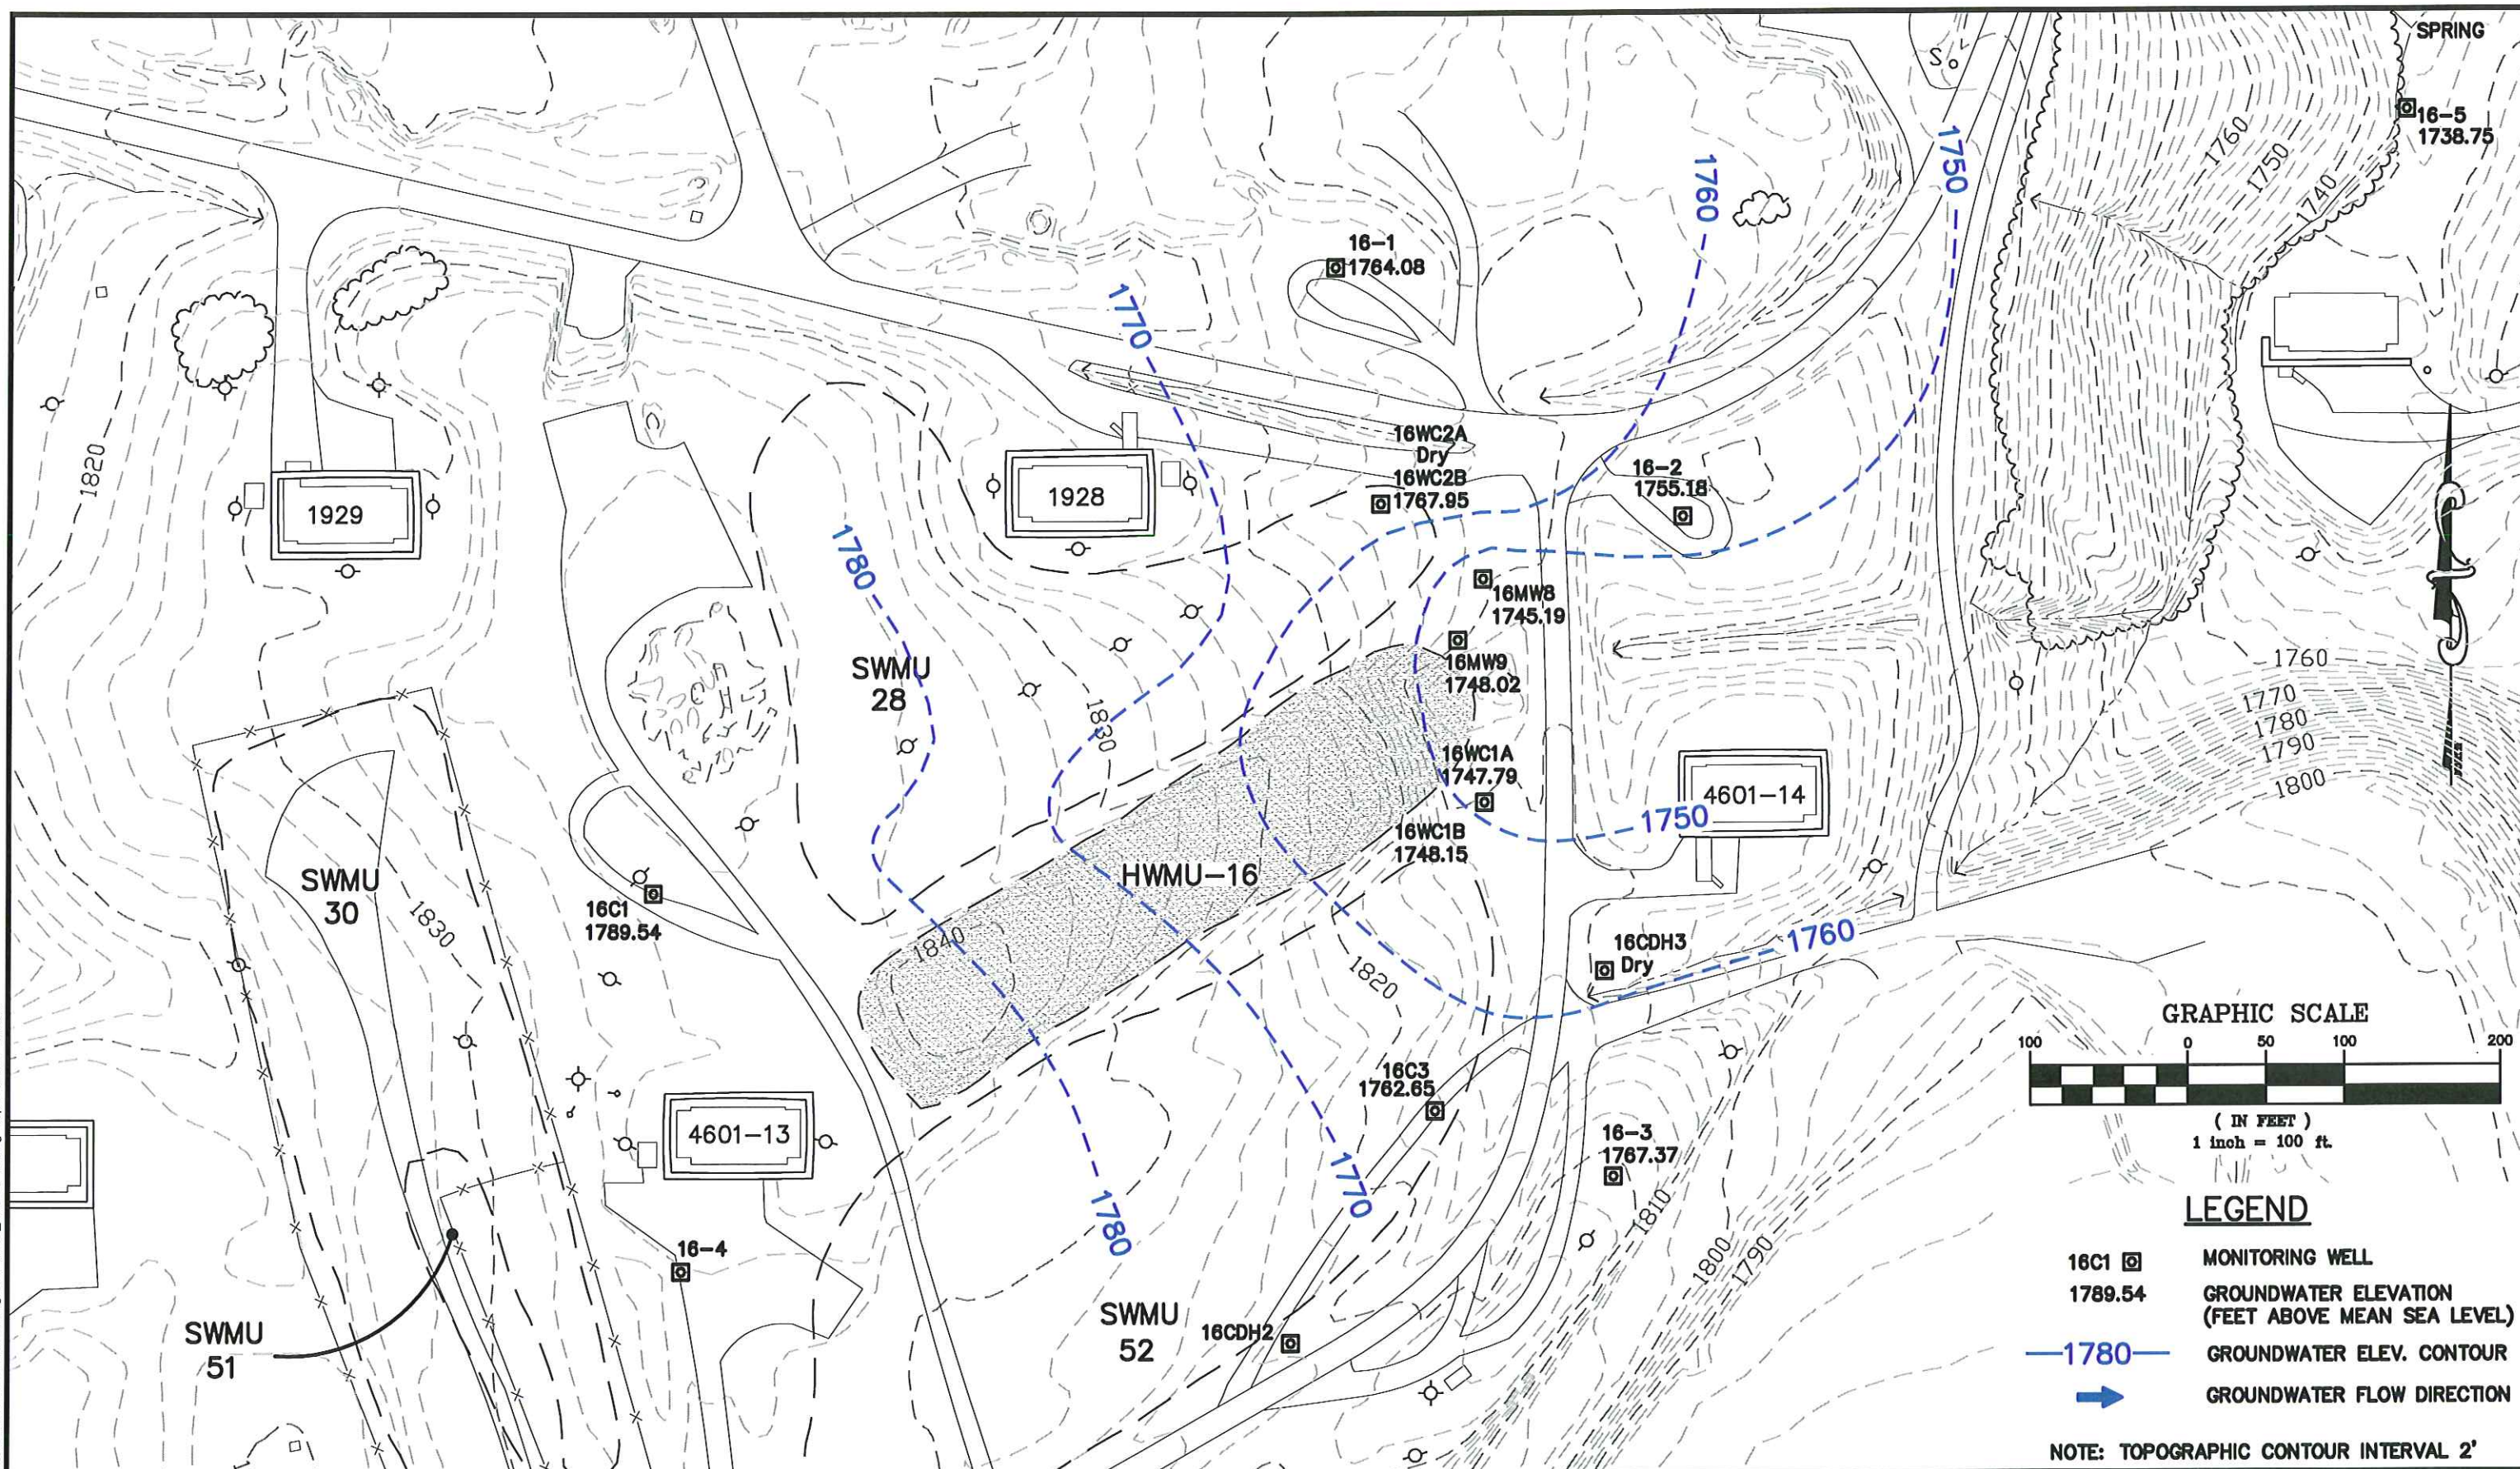 SPRING
16-5
1738.75
1760
1750
1740
1750
1760
16-1
1764.08
1770
1820
16WC2A
Dry
16WC2B
1767.95
16-2
1755.18
1929
1928
1780
16MW8
1745.19
16MW9
1748.02
SWMU
28
1830
1760
1770
1780
1790
1800
16WC1A
1747.79
4601-14
1750
16WC1B
1748.15
HWMU-16
SWMU
30
1830
16C1
1789.54
1840
1820
16CDH3
Dry
1760
GRAPHIC SCALE
100 0 50 100 200
( IN FEET )
1 inch = 100 ft.
16C3
1762.65
16-3
1767.37
4601-13
1770
1780
1810
1800
1790
16-4
SWMU
51
SWMU
52
16CDH2
LEGEND
16C1 MONITORING WELL
1789.54 GROUNDWATER ELEVATION
(FEET ABOVE MEAN SEA LEVEL)
1780 GROUNDWATER ELEV. CONTOUR
GROUNDWATER FLOW DIRECTION
NOTE: TOPOGRAPHIC CONTOUR INTERVAL 2'